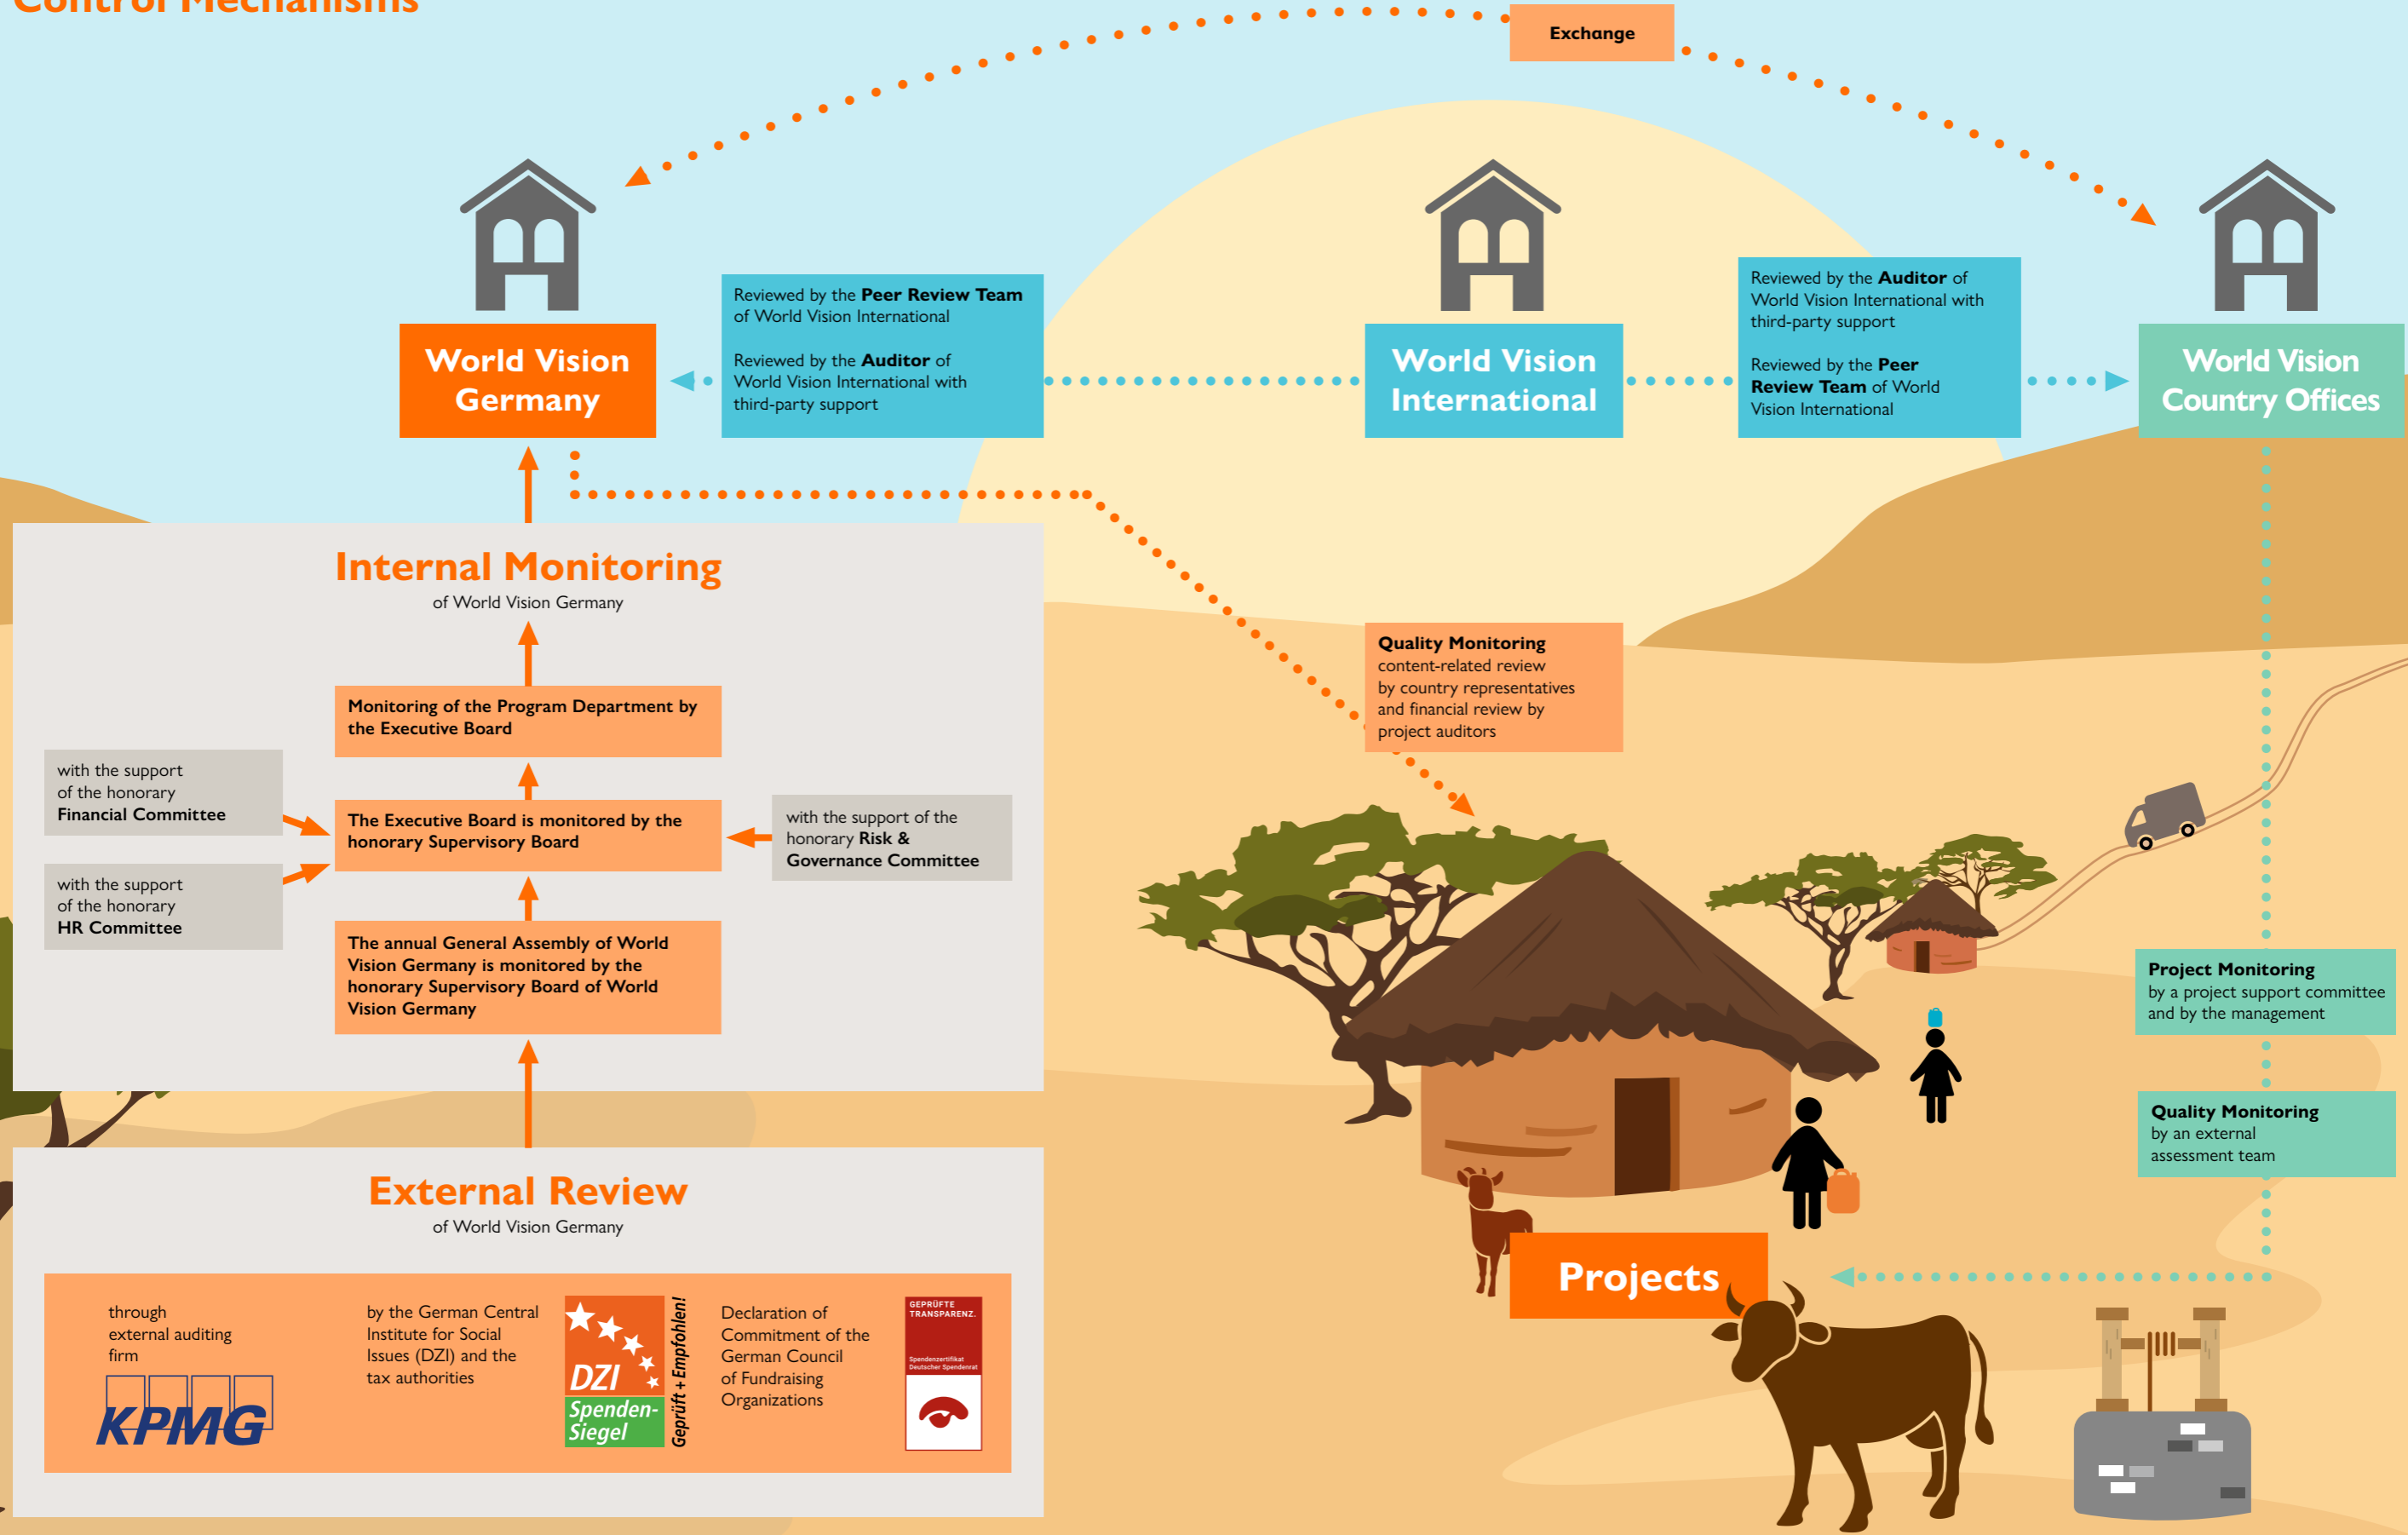 Control Mechanisms
Exchange
World Vision
Germany
Reviewed by the Peer Review Team
of World Vision International
Reviewed by the Auditor of
World Vision International with
third-party support
World Vision
International
Reviewed by the Auditor of
World Vision International with
third-party support
Reviewed by the Peer
Review Team of World
Vision International
World Vision
Country Offices
Internal Monitoring
of World Vision Germany
Monitoring of the Program Department by
the Executive Board
with the support
of the honorary
Financial Committee
The Executive Board is monitored by the
honorary Supervisory Board
with the support of the
honorary Risk &
Governance Committee
with the support
of the honorary
HR Committee
The annual General Assembly of World
Vision Germany is monitored by the
honorary Supervisory Board of World
Vision Germany
Quality Monitoring
content-related review
by country representatives
and financial review by
project auditors
Project Monitoring
by a project support committee
and by the management
Quality Monitoring
by an external
assessment team
Projects
External Review
of World Vision Germany
through
external auditing
firm
KPMG
by the German Central
Institute for Social
Issues (DZI) and the
tax authorities
DZI
Spenden-
Siegel
Geprüft + Empfohlen!
Declaration of
Commitment of the
German Council
of Fundraising
Organizations
GEPRÜFTE
TRANSPARENZ.
Spendenzertifikat
Deutscher Spendenrat